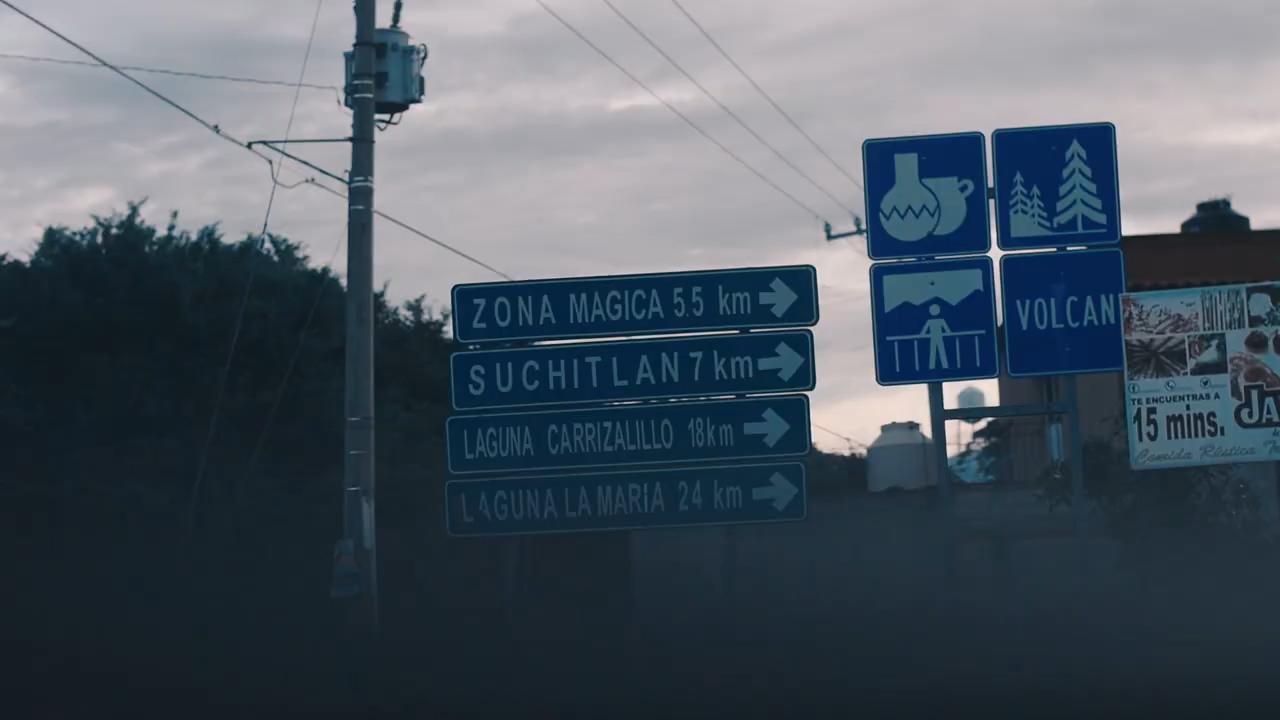 ZONA MAGICA 5.5 km
SUCHITLAN 7 km
LAGUNA CARRIZALILLO 18km
LAGUNA LA MARIA 24 km
VOLCAN
TE ENCUENTRAS A
15 mins.
JA
Comida Rústica